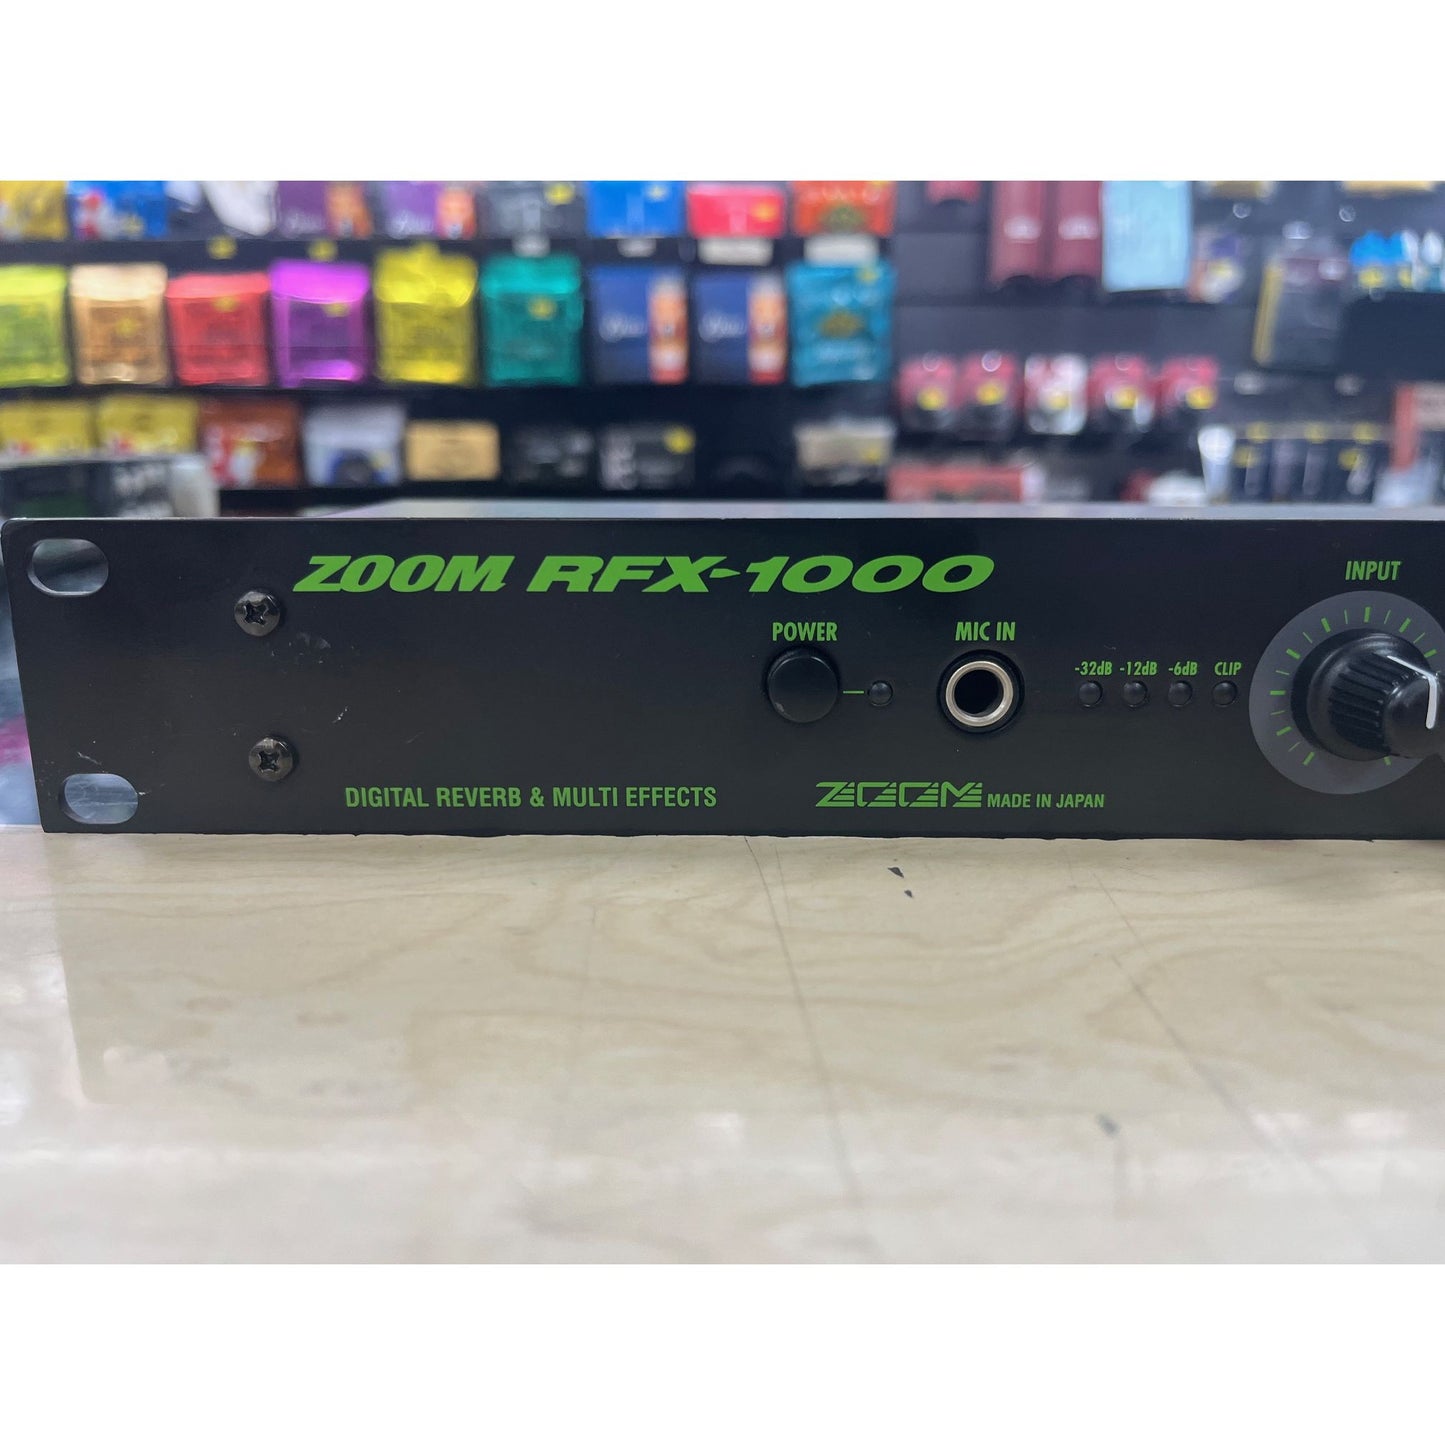 ZOOM RFX-1000
INPUT
POWER
MIC IN
-32dB -12dB -6dB CLIP
DIGITAL REVERB & MULTI EFFECTS
ZOOM MADE IN JAPAN